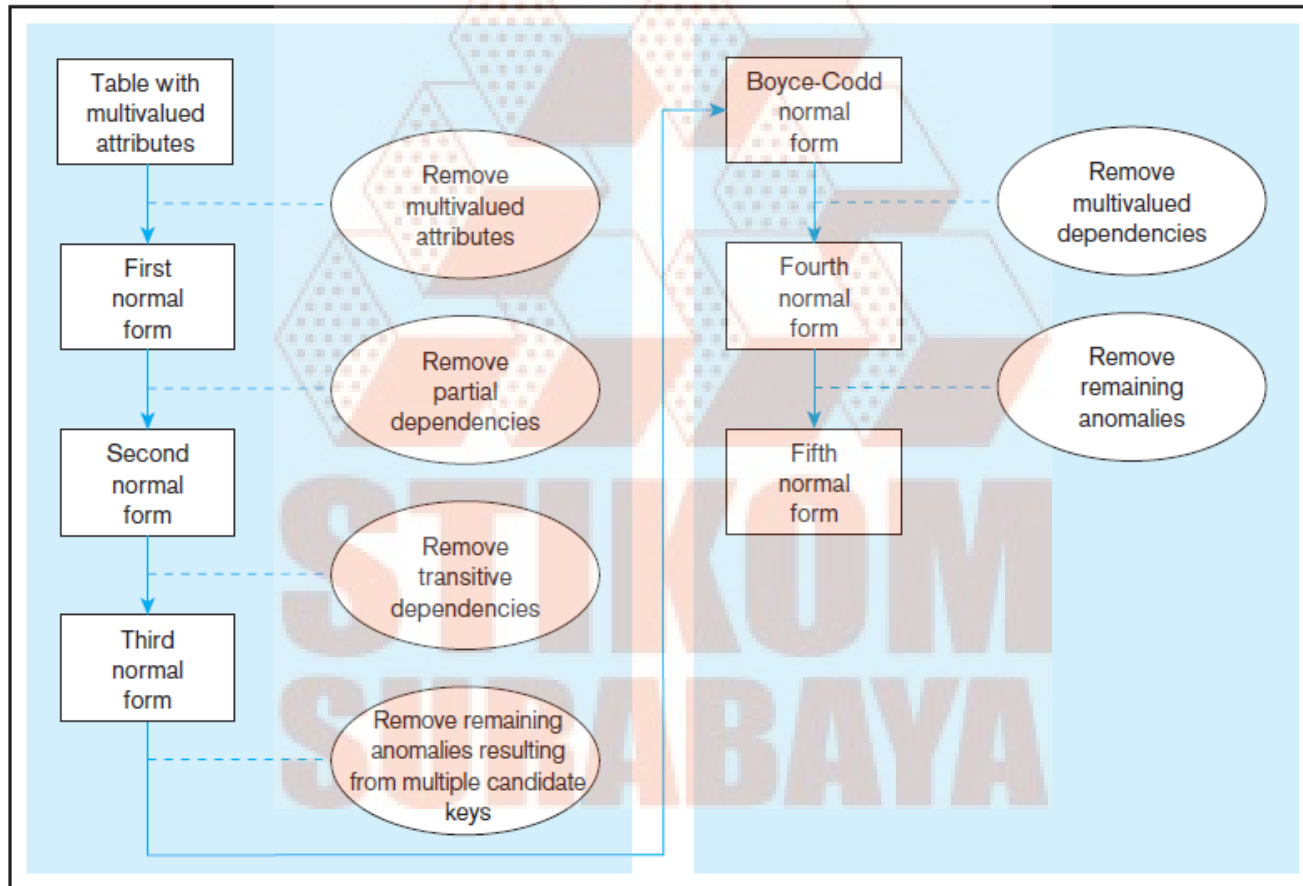 Table with
multivalued
attributes
Remove
multivalued
attributes
First
normal
form
Remove
partial
dependencies
Second
normal
form
Remove
transitive
dependencies
Third
normal
form
Remove remaining
anomalies resulting
from multiple candidate
keys
Boyce-Codd
normal
form
Remove
multivalued
dependencies
Fourth
normal
form
Remove
remaining
anomalies
Fifth
normal
form
STIKOM
SURABAYA